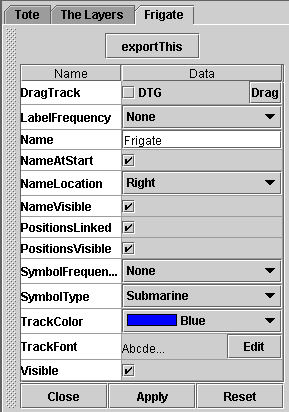 Tote The Layers Frigate
exportThis
Name Data
DragTrack DTG Drag
LabelFrequency None
Name Frigate
NameAtStart
NameLocation Right
NameVisible
PositionsLinked
PositionsVisible
SymbolFrequen... None
SymbolType Submarine
TrackColor Blue
TrackFont Abcde... Edit
Visible
Close Apply Reset